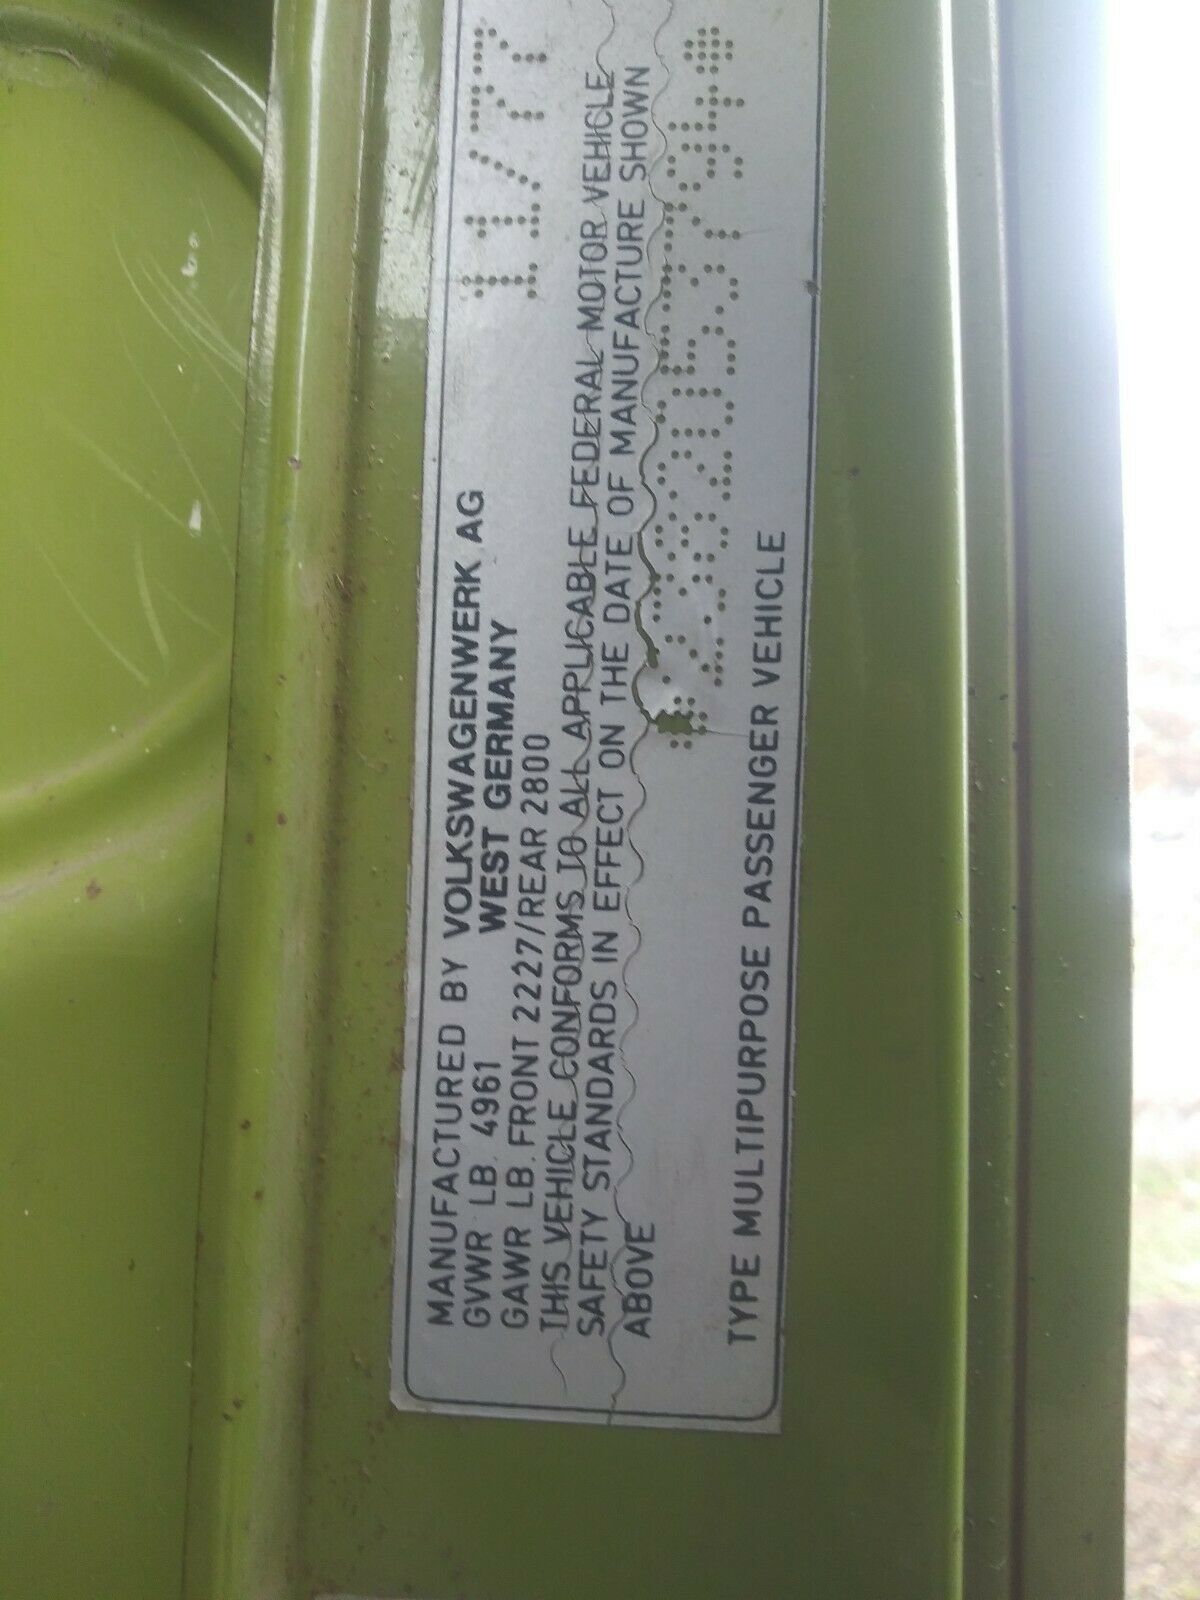 MANUFACTURED BY VOLKSWAGENWERK AG
GVWR LB. 4961 WEST GERMANY 11/77
GAWR LB. FRONT 2227/REAR 2800
THIS VEHICLE CONFORMS TO ALL APPLICABLE FEDERAL MOTOR VEHICLE
SAFETY STANDARDS IN EFFECT ON THE DATE OF MANUFACTURE SHOWN
ABOVE
2382053794
TYPE MULTIPURPOSE PASSENGER VEHICLE